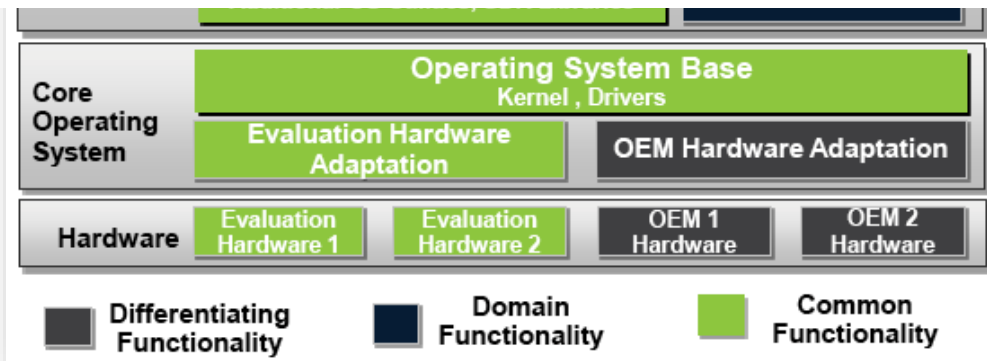 Core
Operating
System
Operating System Base
Kernel , Drivers
Evaluation Hardware
Adaptation
OEM Hardware Adaptation
Hardware
Evaluation
Hardware 1
Evaluation
Hardware 2
OEM 1
Hardware
OEM 2
Hardware
Differentiating
Functionality
Domain
Functionality
Common
Functionality